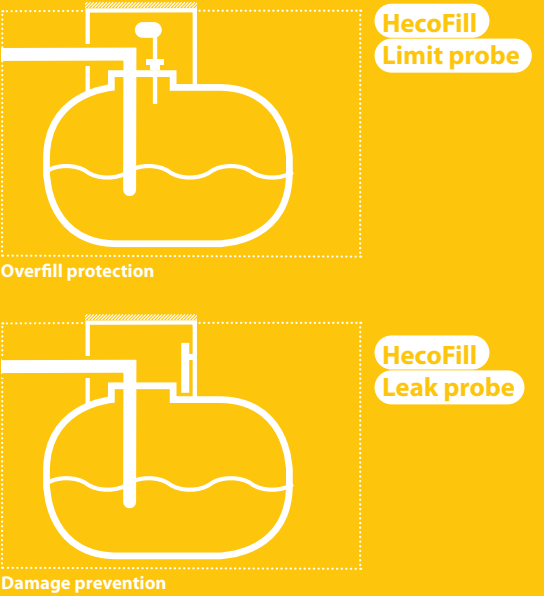 HecoFill
Limit probe
Overfill protection
HecoFill
Leak probe
Damage prevention